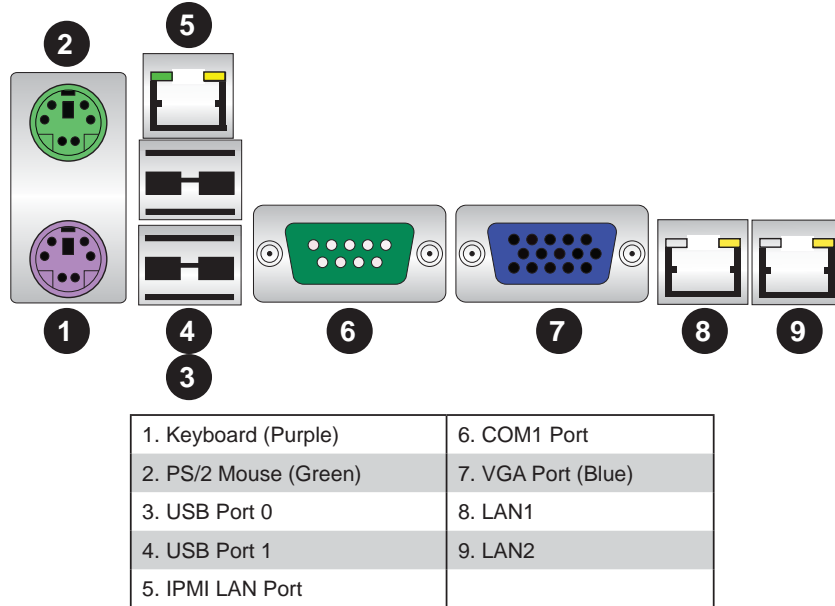 2 5
1 4 6 7 8 9
3
1. Keyboard (Purple) 6. COM1 Port
2. PS/2 Mouse (Green) 7. VGA Port (Blue)
3. USB Port 0 8. LAN1
4. USB Port 1 9. LAN2
5. IPMI LAN Port